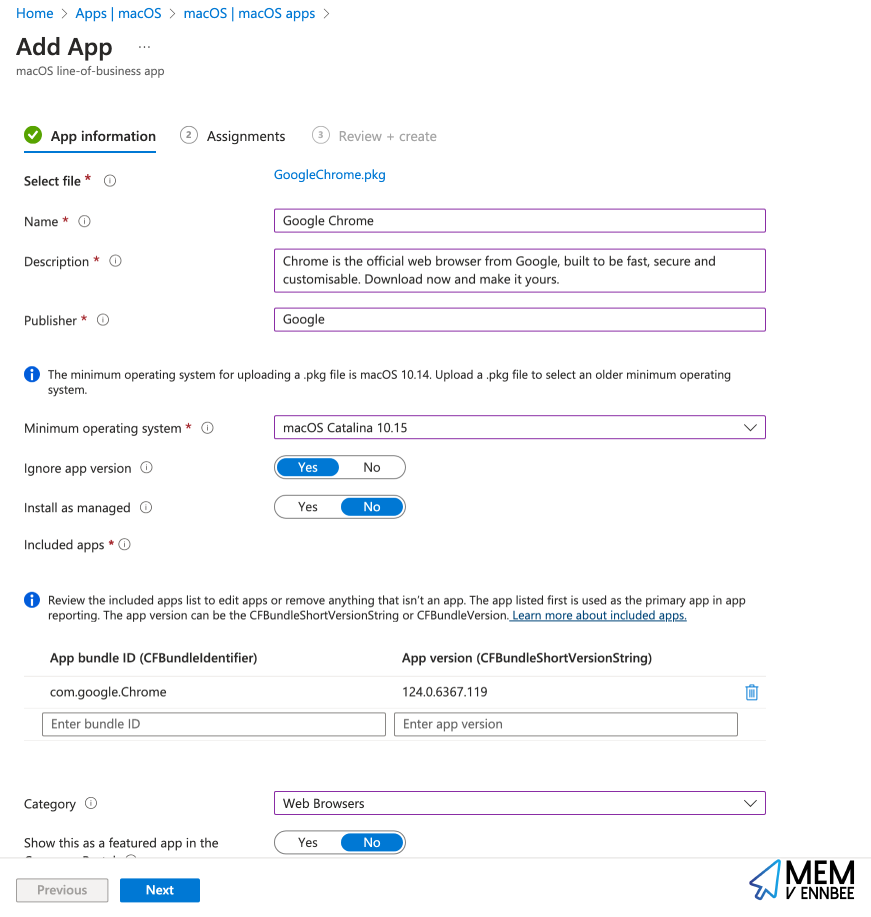 Home > Apps | macOS > macOS | macOS apps >
Add App ...
macOS line-of-business app
App information 2 Assignments 3 Review + create
Select file * GoogleChrome.pkg
Name * Google Chrome
Description * Chrome is the official web browser from Google, built to be fast, secure and
customisable. Download now and make it yours.
Publisher * Google
The minimum operating system for uploading a .pkg file is macOS 10.14. Upload a .pkg file to select an older minimum operating
system.
Minimum operating system * macOS Catalina 10.15
Ignore app version Yes No
Install as managed Yes No
Included apps *
Review the included apps list to edit apps or remove anything that isn't an app. The app listed first is used as the primary app in app
reporting. The app version can be the CFBundleShortVersionString or CFBundleVersion. Learn more about included apps.
App bundle ID (CFBundleIdentifier) App version (CFBundleShortVersionString)
com.google.Chrome 124.0.6367.119
Enter bundle ID Enter app version
Category Web Browsers
Show this as a featured app in the Yes No
Previous Next
MEM
V ENNBEE